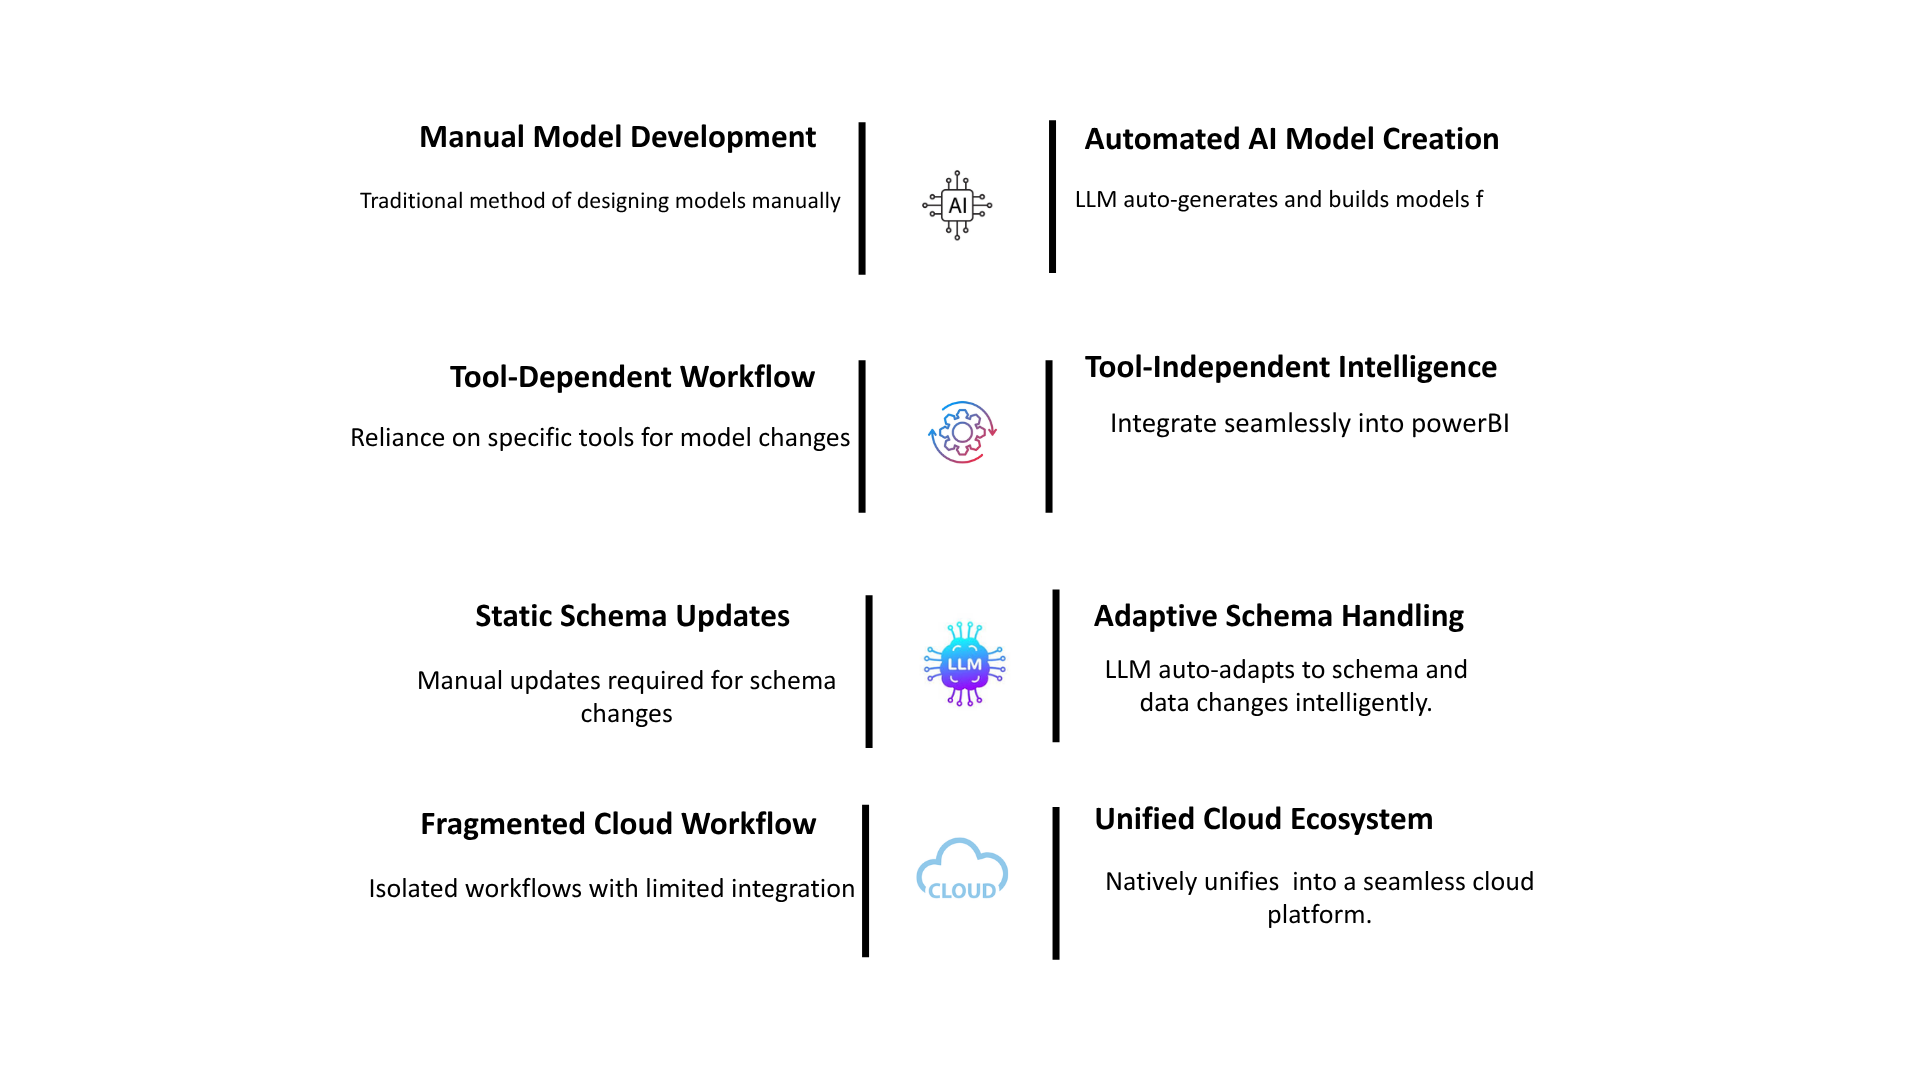 Manual Model Development
Traditional method of designing models manually
AI
Automated AI Model Creation
LLM auto-generates and builds models f
Tool-Dependent Workflow
Reliance on specific tools for model changes
Tool-Independent Intelligence
Integrate seamlessly into powerBI
Static Schema Updates
Manual updates required for schema
changes
LLM
Adaptive Schema Handling
LLM auto-adapts to schema and
data changes intelligently.
Fragmented Cloud Workflow
Isolated workflows with limited integration
CLOUD
Unified Cloud Ecosystem
Natively unifies  into a seamless cloud
platform.